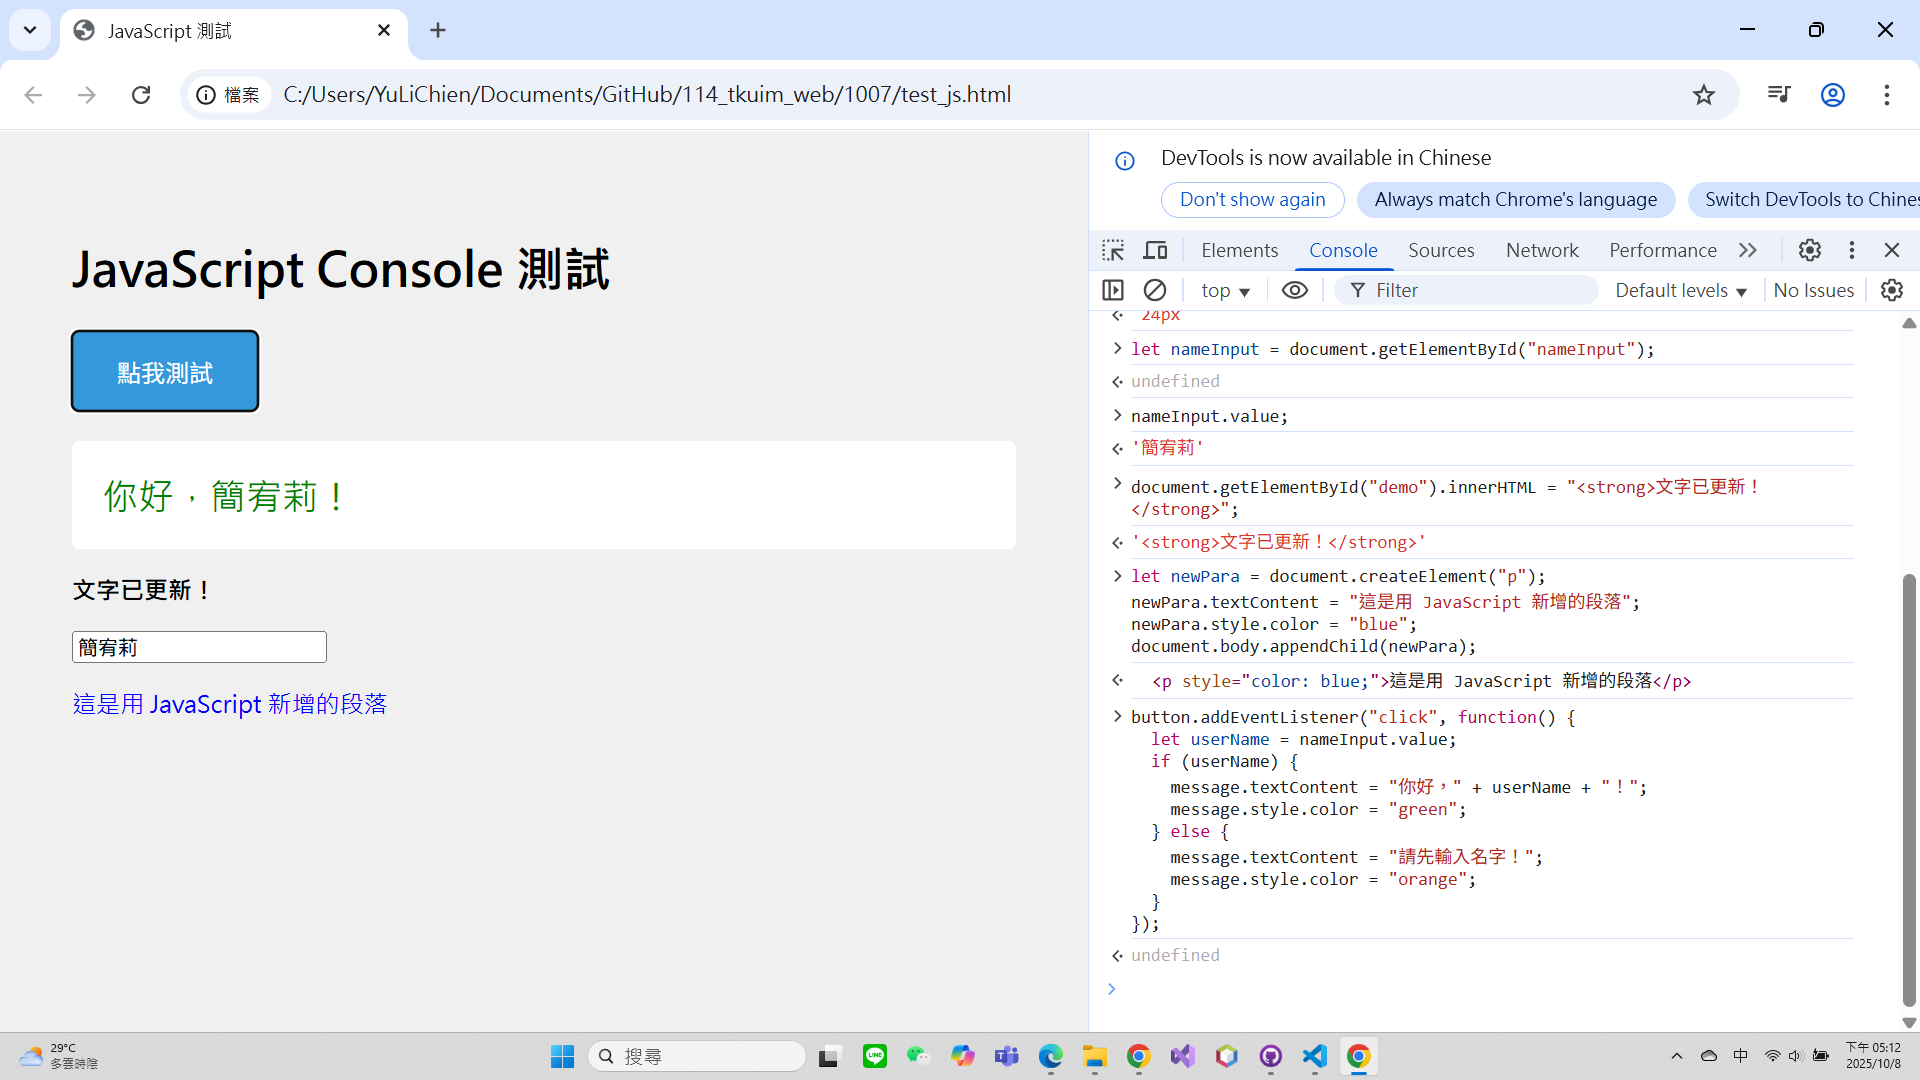 JavaScript 測試
檔案
C:/Users/YuLiChien/Documents/GitHub/114_tkuim_web/1007/test_js.html
JavaScript Console 測試
點我測試
你好，簡宥莉！
文字已更新！
簡宥莉
這是用 JavaScript 新增的段落
DevTools is now available in Chinese
Don't show again
Always match Chrome's language
Switch DevTools to Chines
Elements
Console
Sources
Network
Performance
top
Filter
Default levels
No Issues
24px
let nameInput = document.getElementById("nameInput");
undefined
nameInput.value;
'簡宥莉'
document.getElementById("demo").innerHTML = "<strong>文字已更新！
</strong>";
'<strong>文字已更新！</strong>'
let newPara = document.createElement("p");
newPara.textContent = "這是用 JavaScript 新增的段落";
newPara.style.color = "blue";
document.body.appendChild(newPara);
<p style="color: blue;">這是用 JavaScript 新增的段落</p>
button.addEventListener("click", function() {
let userName = nameInput.value;
if (userName) {
message.textContent = "你好，" + userName + "！";
message.style.color = "green";
} else {
message.textContent = "請先輸入名字！";
message.style.color = "orange";
}
});
undefined
29°C
多雲時陰
搜尋
中
下午 05:12
2025/10/8